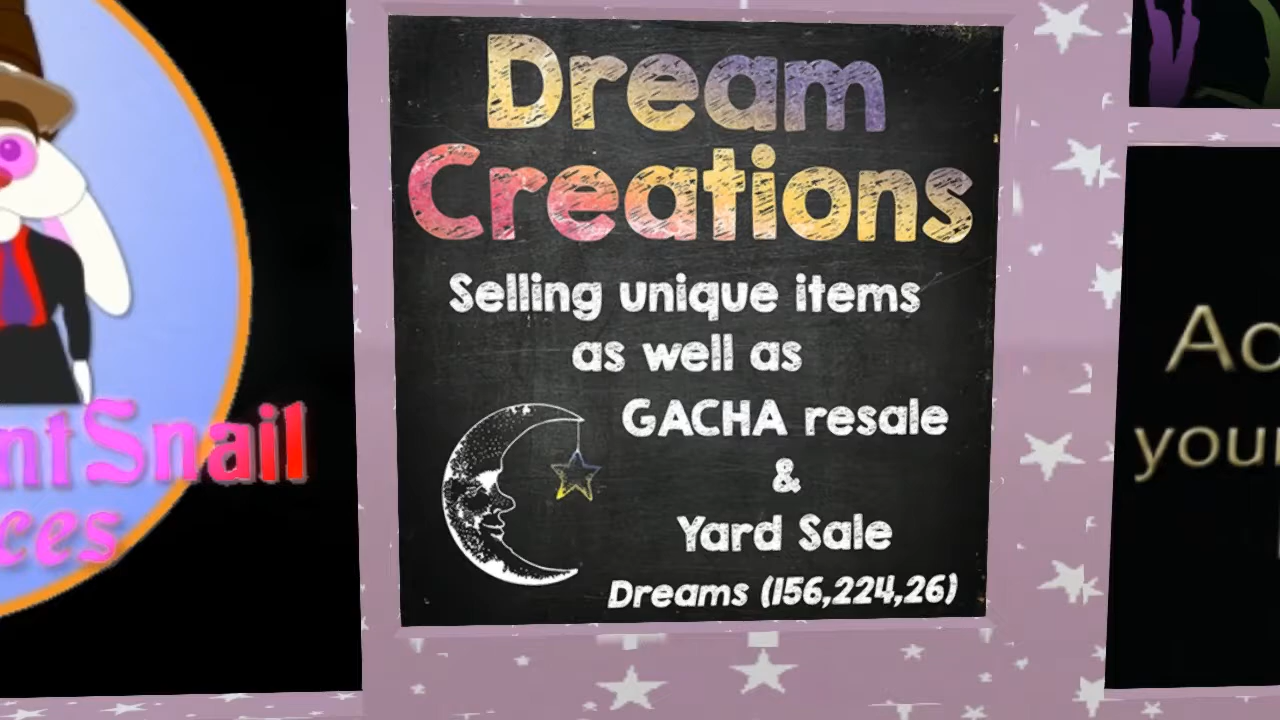 Dream
Creations
Selling unique items
as well as
GACHA resale
&
Yard Sale
Dreams (156,224,26)
ntSnail
ces
Ac
your